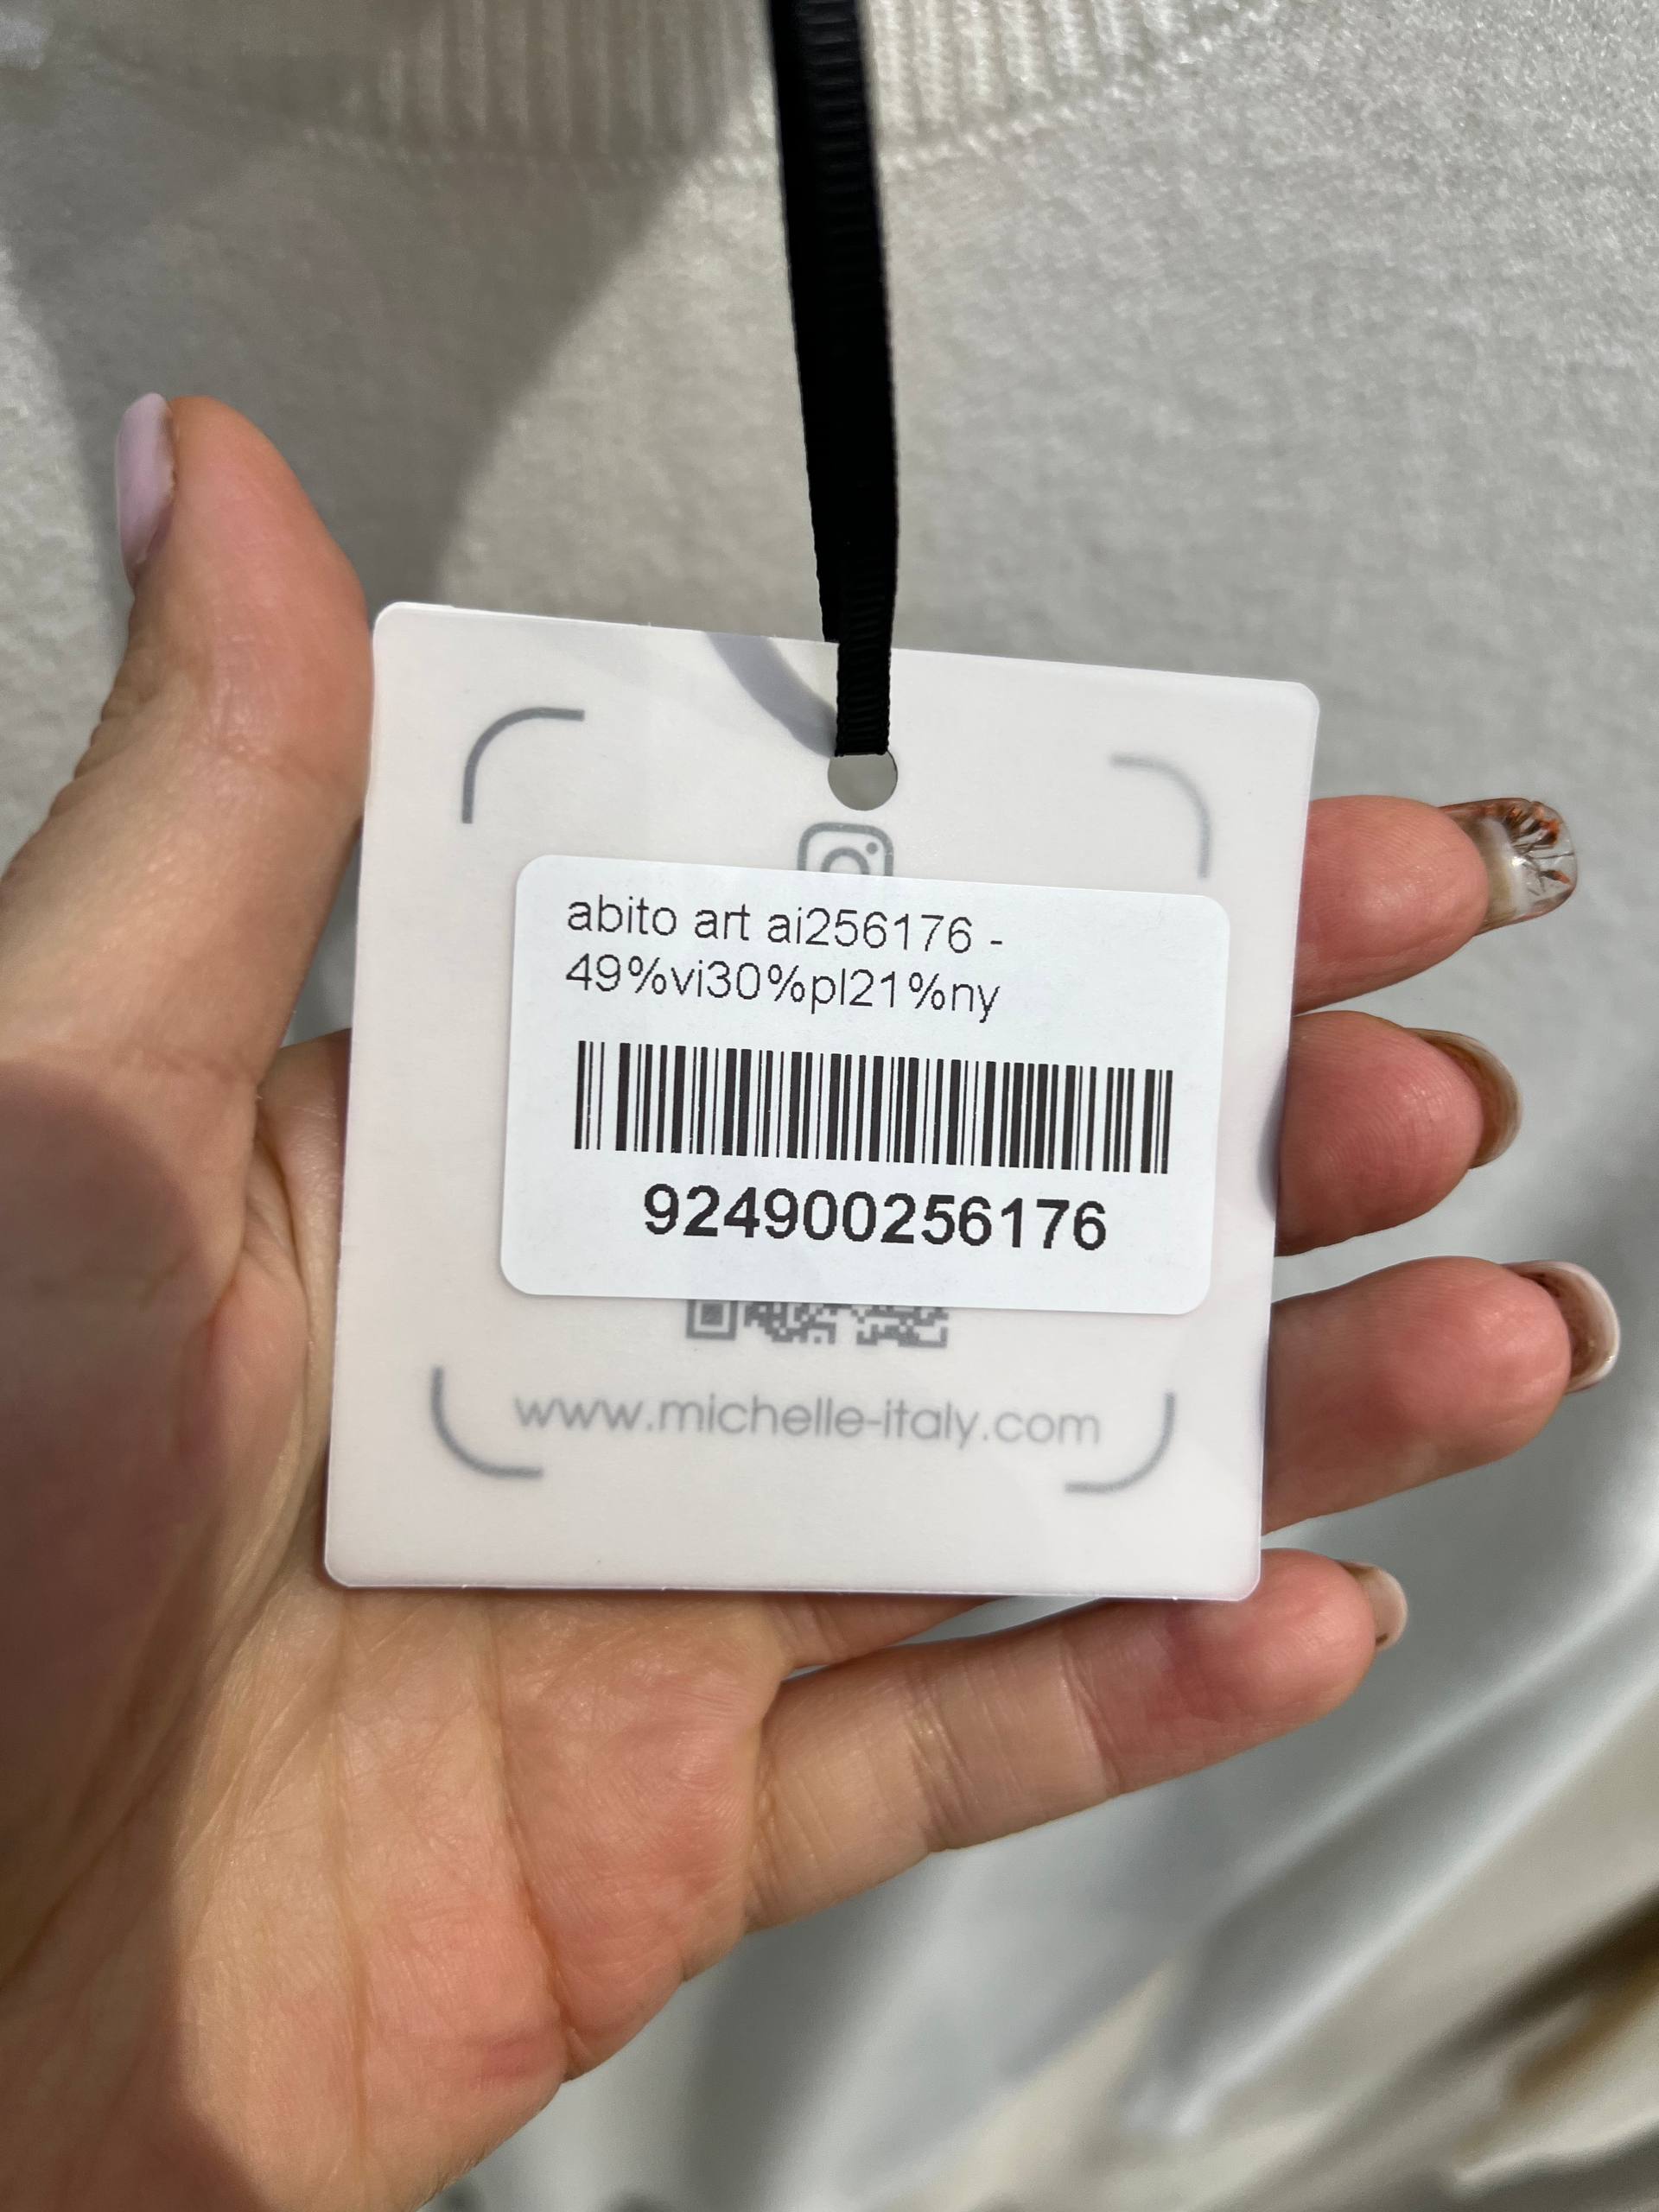 abito art ai256176 -
49%vi30%pl21%ny
924900256176
www.michelle-italy.com